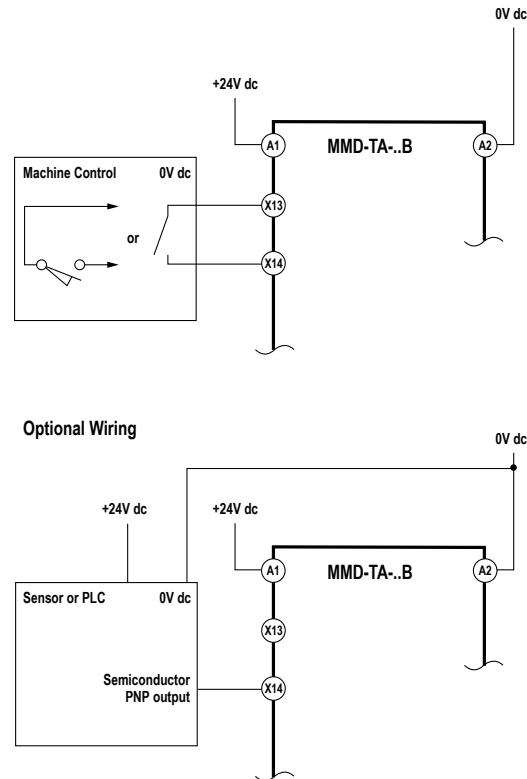 0V dc
+24V dc
A1
MMD-TA-..B
A2
Machine Control 0V dc
X13
or
X14
Optional Wiring
0V dc
+24V dc +24V dc
A1
MMD-TA-..B
A2
Sensor or PLC 0V dc
X13
Semiconductor
PNP output
X14